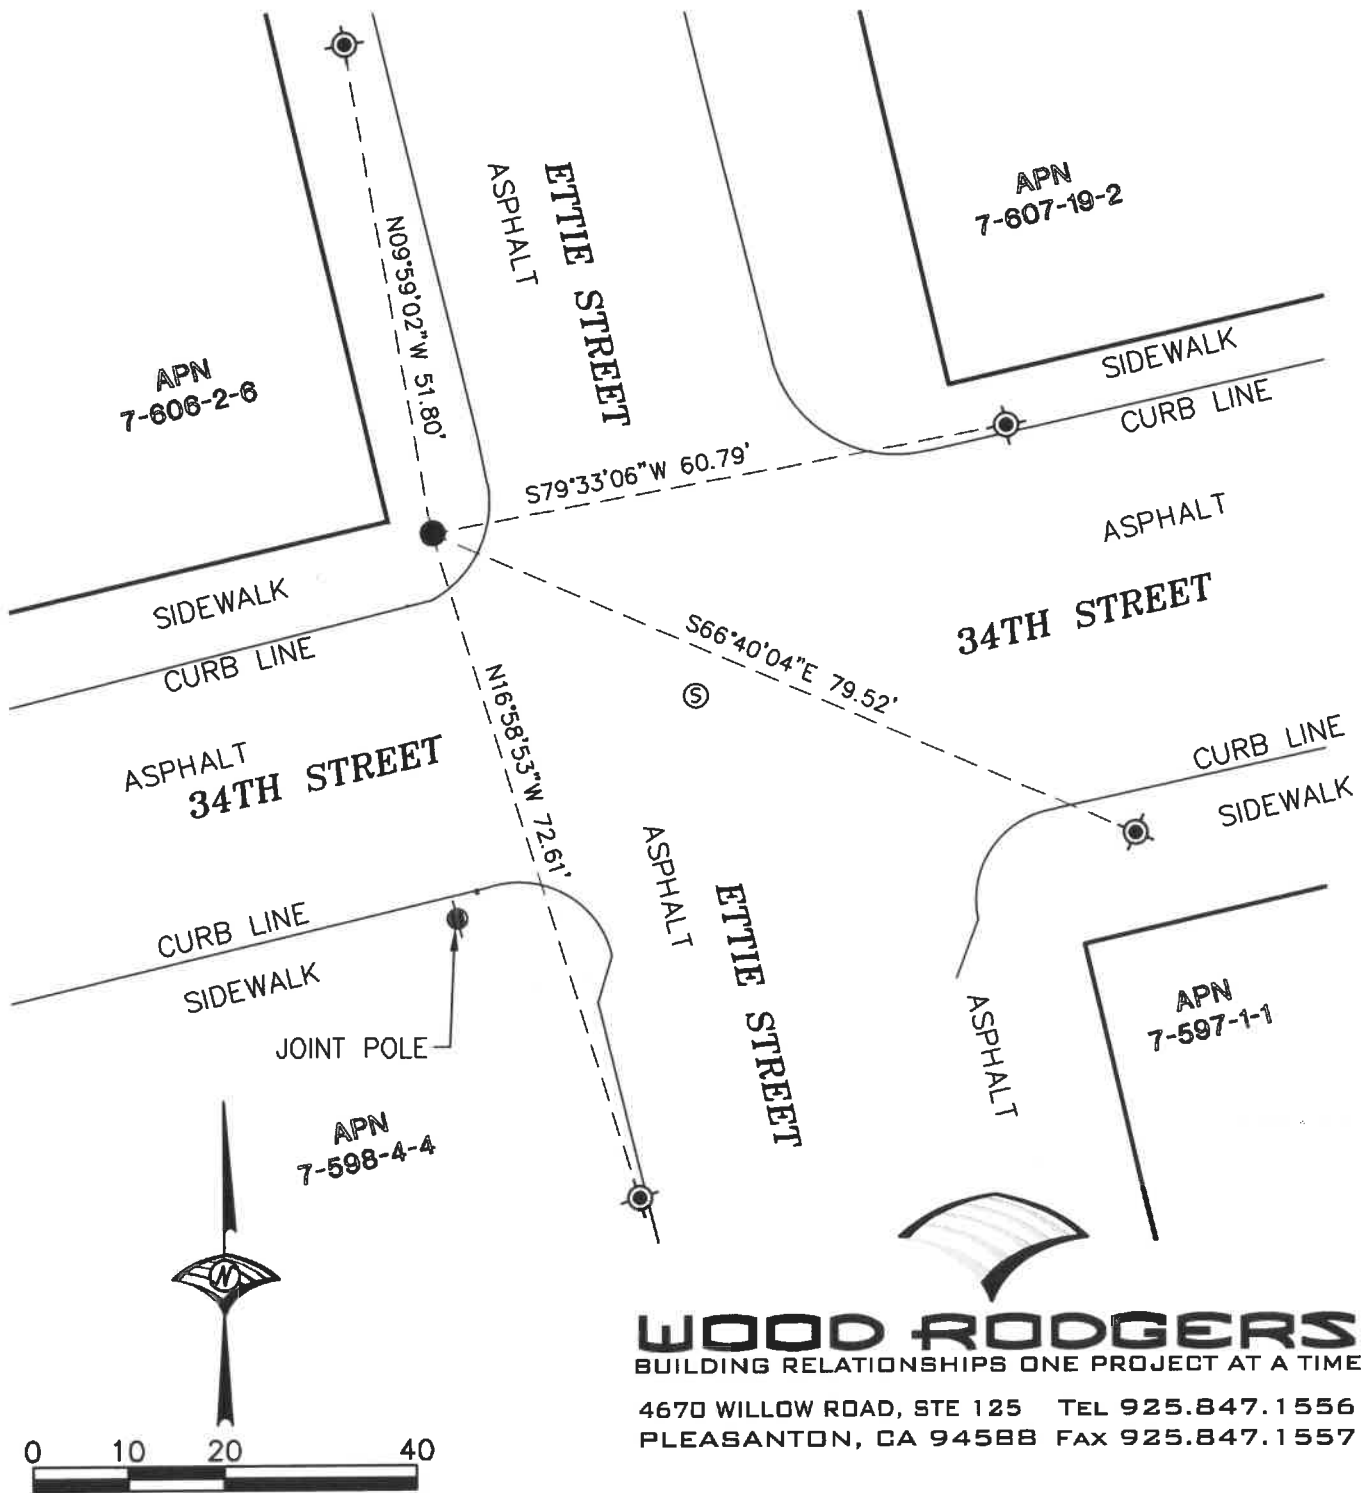 ETTIE STREET
ASPHALT
APN
7-607-19-2
N09°59'02"W 51.80'
APN
7-606-2-6
SIDEWALK
CURB LINE
S79°33'06"W 60.79'
ASPHALT
34TH STREET
SIDEWALK
CURB LINE
S66°40'04"E 79.52'
S
N16°58'53"W 72.61'
ASPHALT
34TH STREET
CURB LINE
SIDEWALK
ASPHALT
ETTIE STREET
CURB LINE
SIDEWALK
JOINT POLE
ASPHALT
APN
7-597-1-1
APN
7-598-4-4
N
WOOD RODGERS
BUILDING RELATIONSHIPS ONE PROJECT AT A TIME
4670 WILLOW ROAD, STE 125 TEL 925.847.1556
PLEASANTON, CA 94588 FAX 925.847.1557
0 10 20 40